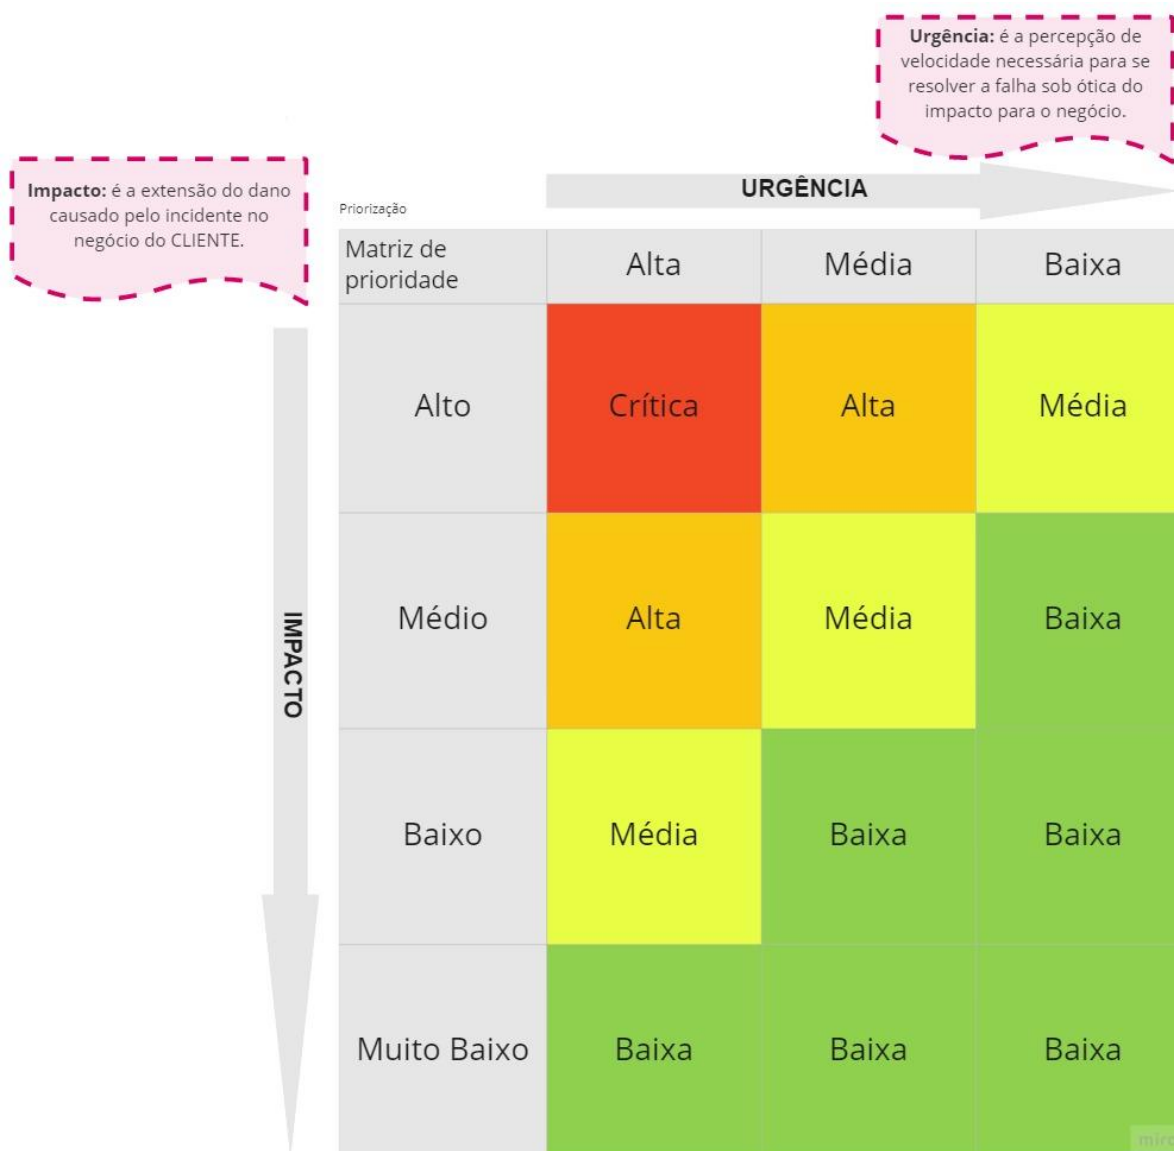 Urgência: é a percepção de
velocidade necessária para se
resolver a falha sob ótica do
impacto para o negócio.
Impacto: é a extensão do dano
causado pelo incidente no
negócio do CLIENTE.
URGÊNCIA
Priorização
Matriz de
prioridade
Alta
Média
Baixa
Alto
Crítica
Alta
Média
IMPACTO
Médio
Alta
Média
Baixa
Baixo
Média
Baixa
Baixa
Muito Baixo
Baixa
Baixa
Baixa
miro